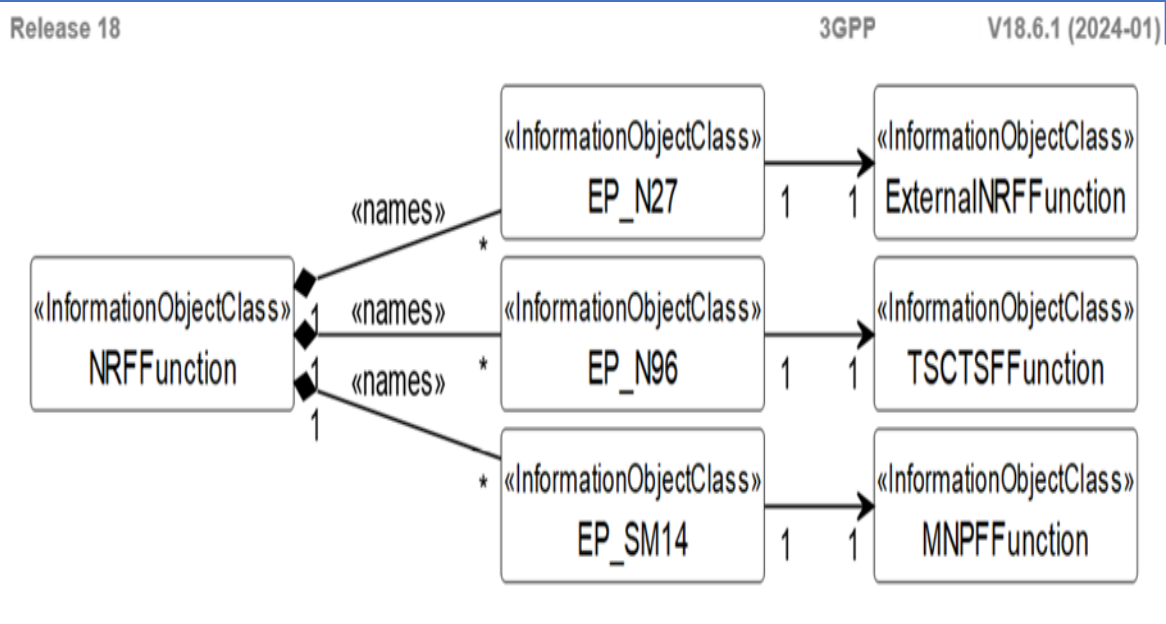 Release 18 3GPP V18.6.1 (2024-01)
«InformationObjectClass»
EP_N27
«InformationObjectClass»
ExternalNRFFunction
1 1
«names»
*
«InformationObjectClass»
NRFFunction
1
«names»
*
1
«InformationObjectClass»
EP_N96
1 1
«InformationObjectClass»
TSCTSFFunction
«names»
*
1
«InformationObjectClass»
EP_SM14
1 1
«InformationObjectClass»
MNPFFunction